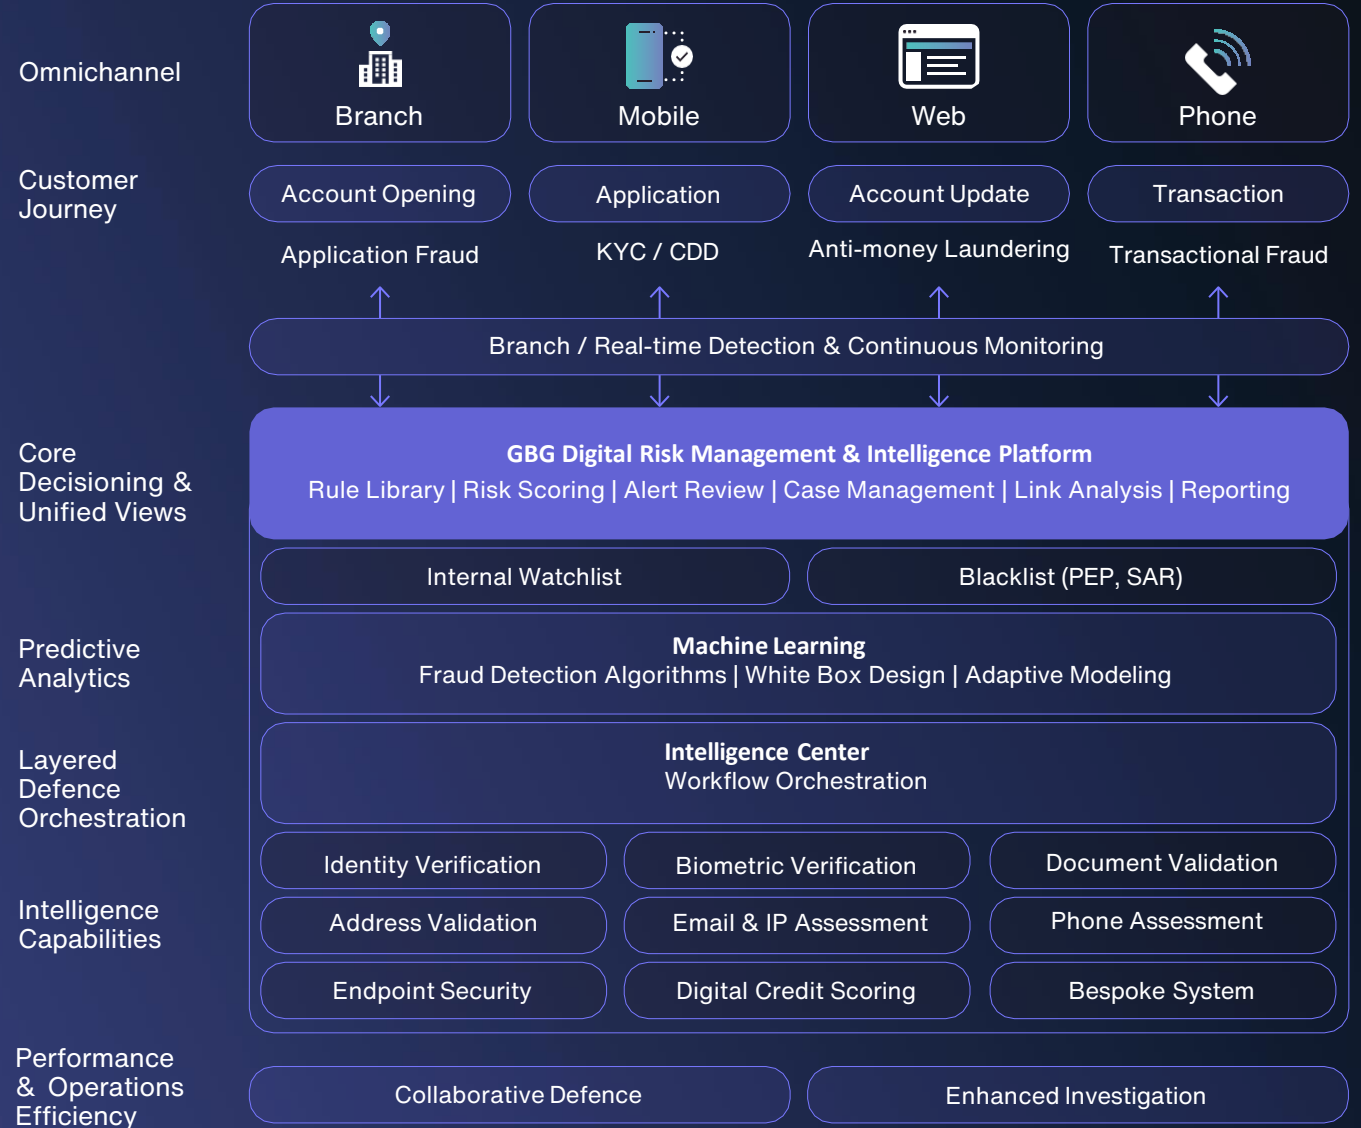 Omnichannel
Branch
Mobile
Web
Phone
Customer
Journey
Account Opening
Application
Account Update
Transaction
Application Fraud
KYC / CDD
Anti-money Laundering
Transactional Fraud
Branch / Real-time Detection & Continuous Monitoring
Core
Decisioning &
Unified Views
GBG Digital Risk Management & Intelligence Platform
Rule Library | Risk Scoring | Alert Review | Case Management | Link Analysis | Reporting
Internal Watchlist
Blacklist (PEP, SAR)
Predictive
Analytics
Machine Learning
Fraud Detection Algorithms | White Box Design | Adaptive Modeling
Layered
Defence
Orchestration
Intelligence Center
Workflow Orchestration
Intelligence
Capabilities
Identity Verification
Biometric Verification
Document Validation
Address Validation
Email & IP Assessment
Phone Assessment
Endpoint Security
Digital Credit Scoring
Bespoke System
Performance
& Operations
Efficiency
Collaborative Defence
Enhanced Investigation